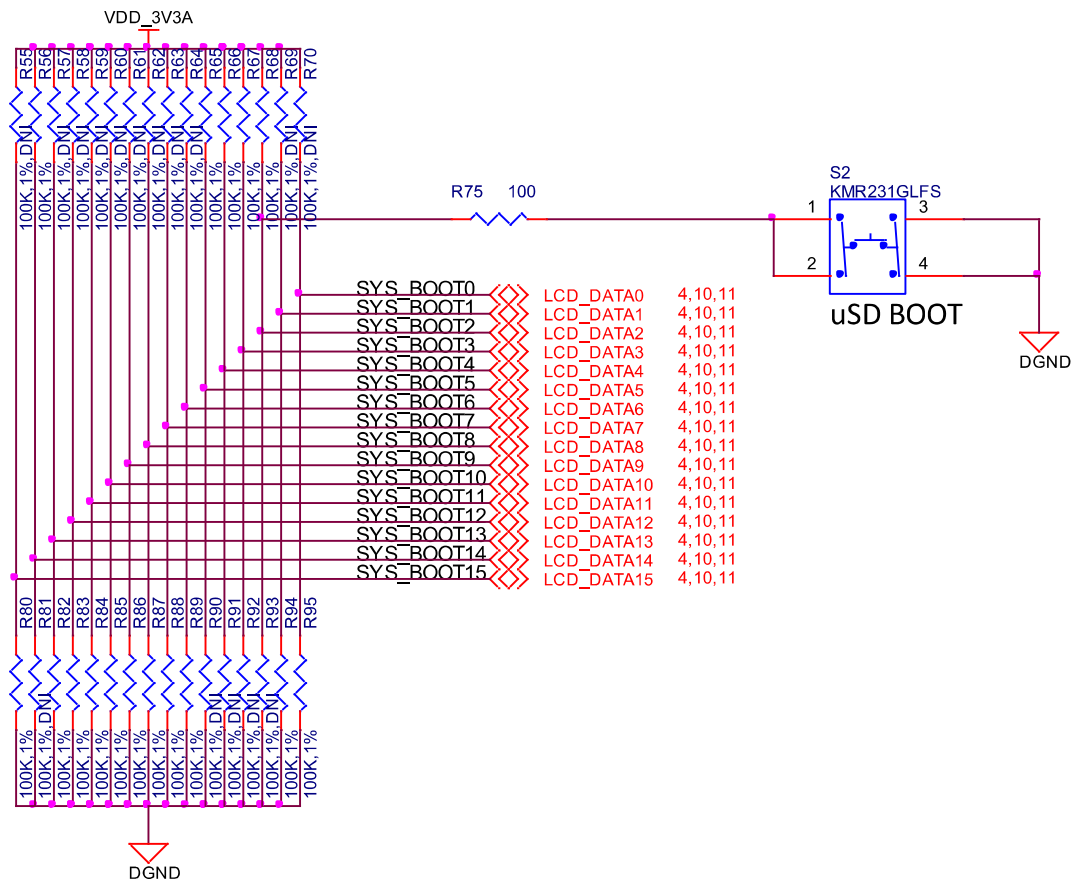 VDD_3V3A
R55
R56
R57
R58
R59
R60
R61
R62
R63
R64
R65
R66
R67
R68
R69
R70
100K,1%,DNI
100K,1%
100K,1%,DNI
100K,1%,DNI
100K,1%,DNI
100K,1%,DNI
100K,1%,DNI
100K,1%,DNI
100K,1%,DNI
100K,1%,DNI
100K,1%
100K,1%
100K,1%
100K,1%
100K,1%,DNI
100K,1%,DNI
R75 100
S2
KMR231GLFS
1 3
2 4
uSD BOOT
DGND
SYS_BOOT0 LCD_DATA0 4,10,11
SYS_BOOT1 LCD_DATA1 4,10,11
SYS_BOOT2 LCD_DATA2 4,10,11
SYS_BOOT3 LCD_DATA3 4,10,11
SYS_BOOT4 LCD_DATA4 4,10,11
SYS_BOOT5 LCD_DATA5 4,10,11
SYS_BOOT6 LCD_DATA6 4,10,11
SYS_BOOT7 LCD_DATA7 4,10,11
SYS_BOOT8 LCD_DATA8 4,10,11
SYS_BOOT9 LCD_DATA9 4,10,11
SYS_BOOT10 LCD_DATA10 4,10,11
SYS_BOOT11 LCD_DATA11 4,10,11
SYS_BOOT12 LCD_DATA12 4,10,11
SYS_BOOT13 LCD_DATA13 4,10,11
SYS_BOOT14 LCD_DATA14 4,10,11
SYS_BOOT15 LCD_DATA15 4,10,11
R80
R81
R82
R83
R84
R85
R86
R87
R88
R89
R90
R91
R92
R93
R94
R95
100K,1%
100K,1%,DNI
100K,1%
100K,1%
100K,1%
100K,1%
100K,1%
100K,1%
100K,1%
100K,1%
100K,1%,DNI
100K,1%,DNI
100K,1%,DNI
100K,1%,DNI
100K,1%
100K,1%
DGND